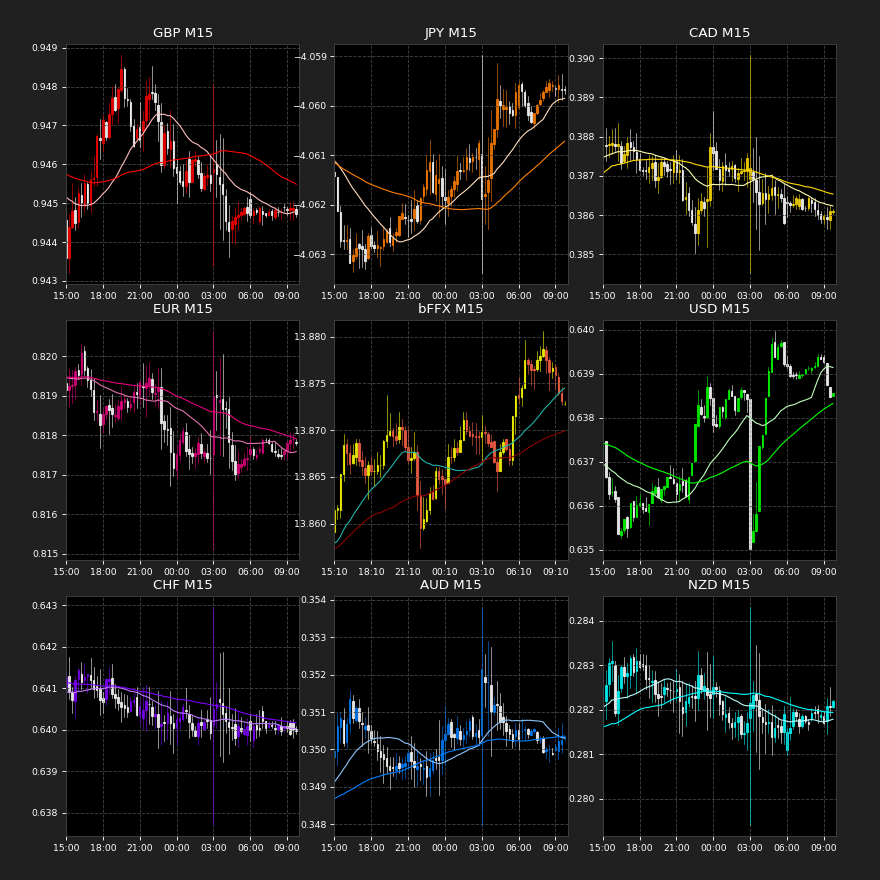 GBP M15
0.949
0.948
0.947
0.946
0.945
0.944
0.943
15:00 18:00 21:00 00:00 03:00 06:00 09:00
JPY M15
−4.059
−4.060
−4.061
−4.062
−4.063
15:00 18:00 21:00 00:00 03:00 06:00 09:00
CAD M15
0.390
0.389
0.388
0.387
0.386
0.385
15:00 18:00 21:00 00:00 03:00 06:00 09:00
EUR M15
0.820
0.819
0.818
0.817
0.816
0.815
15:00 18:00 21:00 00:00 03:00 06:00 09:00
bFFX M15
13.880
13.875
13.870
13.865
13.860
15:10 18:10 21:10 00:10 03:10 06:10 09:10
USD M15
0.640
0.639
0.638
0.637
0.636
0.635
15:00 18:00 21:00 00:00 03:00 06:00 09:00
CHF M15
0.643
0.642
0.641
0.640
0.639
0.638
15:00 18:00 21:00 00:00 03:00 06:00 09:00
AUD M15
0.354
0.353
0.352
0.351
0.350
0.349
0.348
15:00 18:00 21:00 00:00 03:00 06:00 09:00
NZD M15
0.284
0.283
0.282
0.281
0.280
15:00 18:00 21:00 00:00 03:00 06:00 09:00